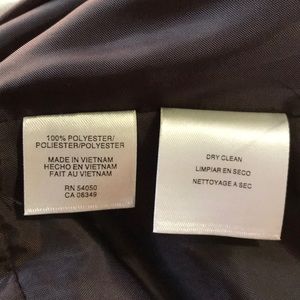 100% POLYESTER/
POLIESTER/POLYESTER
MADE IN VIETNAM
HECHO EN VIETNAM
FAIT AU VIETNAM
RN 54050
CA 06349
DRY CLEAN
LIMPIAR EN SECO
NETTOYAGE A SEC